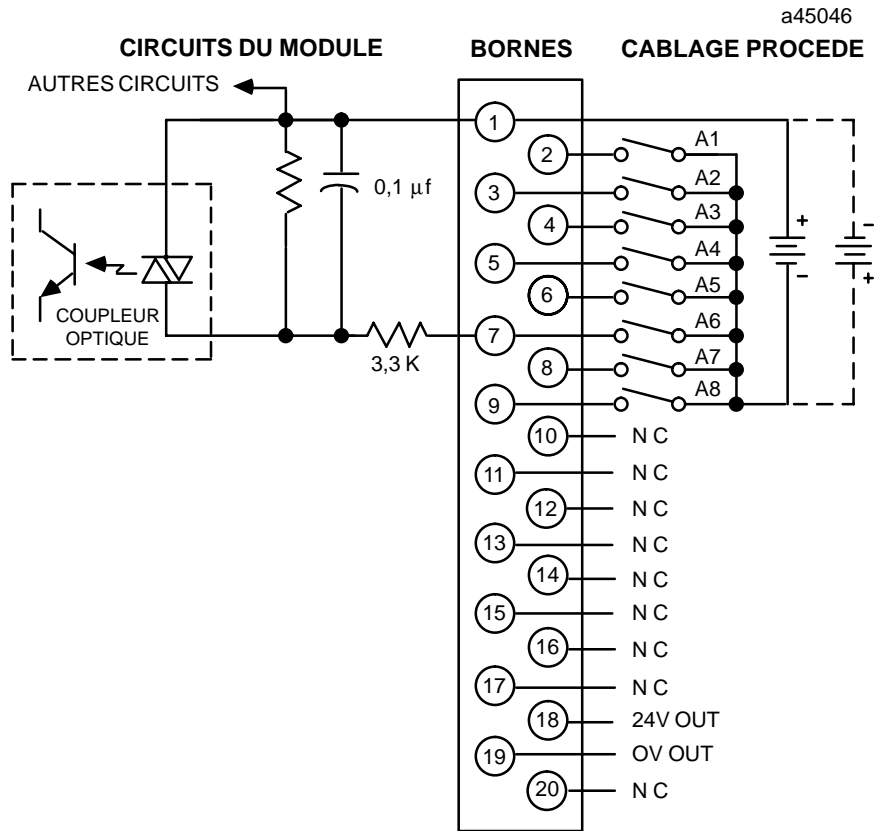 a45046
CIRCUITS DU MODULE BORNES CABLAGE PROCEDE
AUTRES CIRCUITS
1
2 A1
3 A2
4 A3
5 A4
6 A5
7 A6
8 A7
9 A8
0,1 µf
+ -
- +
COUPLEUR
OPTIQUE
3,3 K
10 N C
11 N C
12 N C
13 N C
14 N C
15 N C
16 N C
17 N C
18 24V OUT
19 OV OUT
20 N C